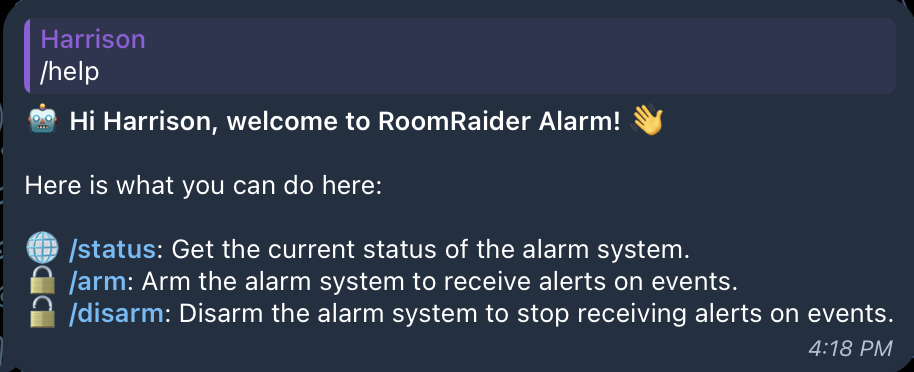 Harrison
/help
🤖 Hi Harrison, welcome to RoomRaider Alarm! 👋
Here is what you can do here:
🌐 /status: Get the current status of the alarm system.
🔒 /arm: Arm the alarm system to receive alerts on events.
🔓 /disarm: Disarm the alarm system to stop receiving alerts on events.
4:18 PM